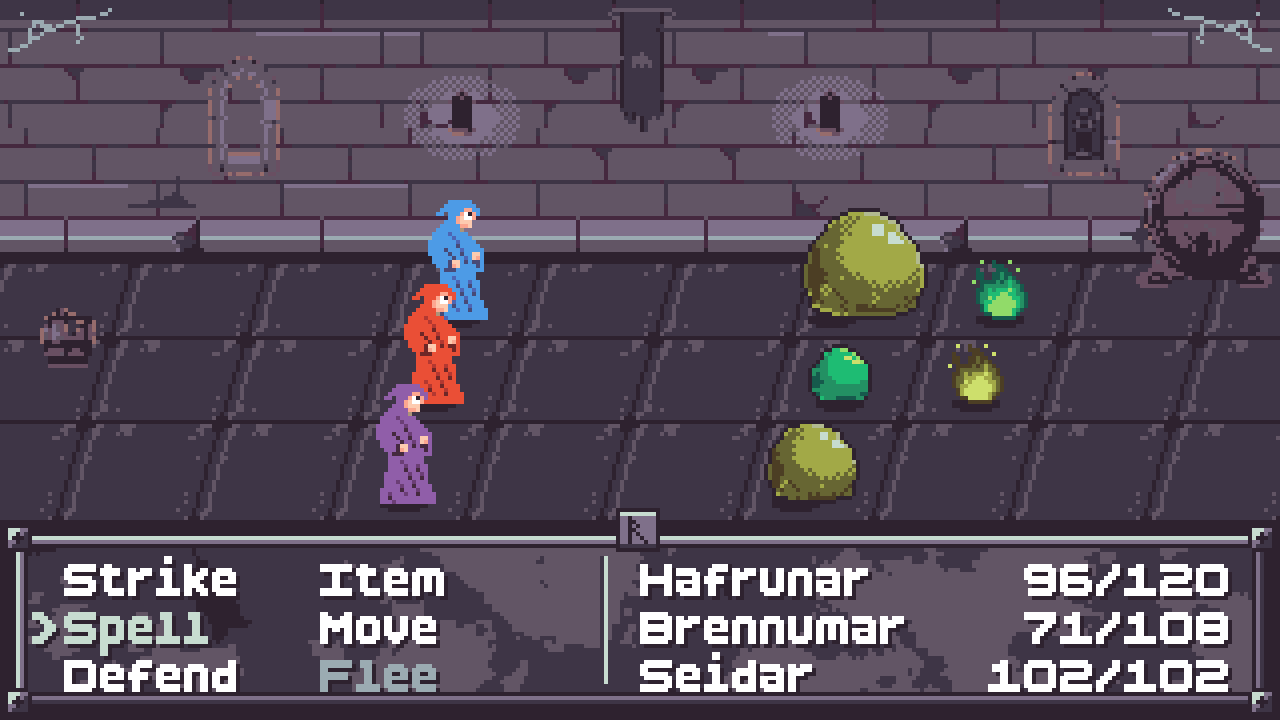 Strike Item
>Spell Move
Defend Flee
Hafrunar 96/120
Brennumar 71/108
Seidar 102/102